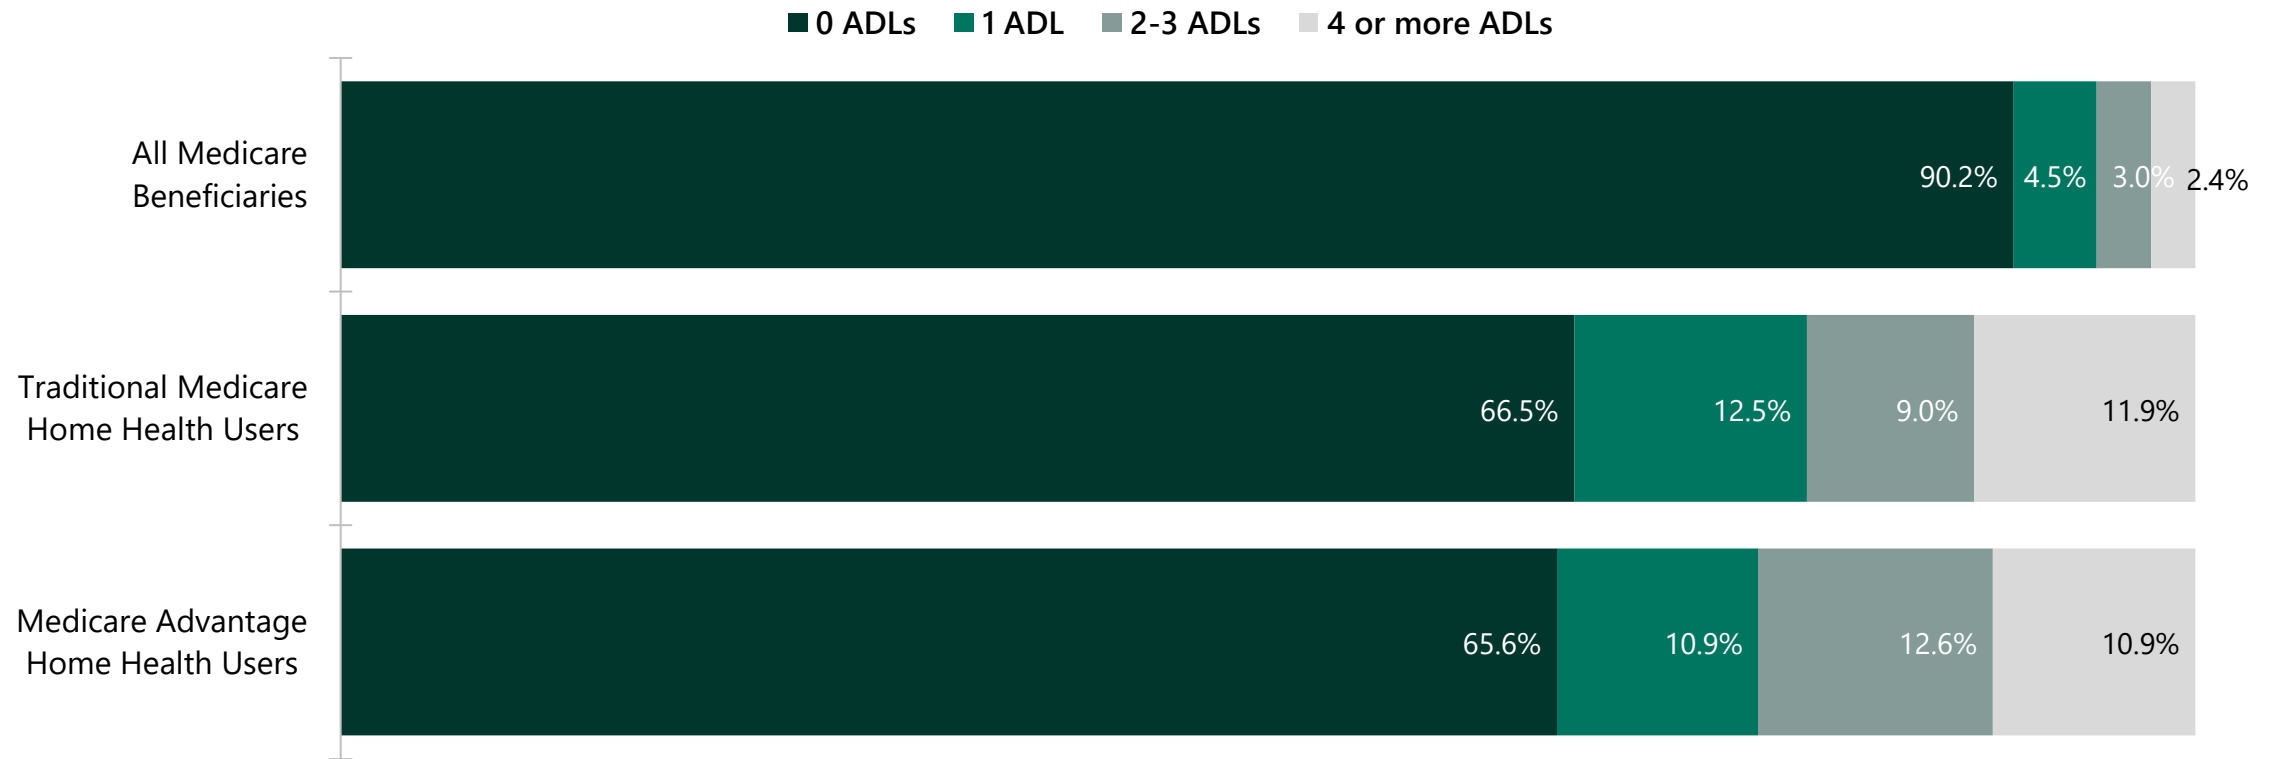 0 ADLs 1 ADL 2-3 ADLs 4 or more ADLs
All Medicare
Beneficiaries
90.2% 4.5% 3.0% 2.4%
Traditional Medicare
Home Health Users
66.5% 12.5% 9.0% 11.9%
Medicare Advantage
Home Health Users
65.6% 10.9% 12.6% 10.9%